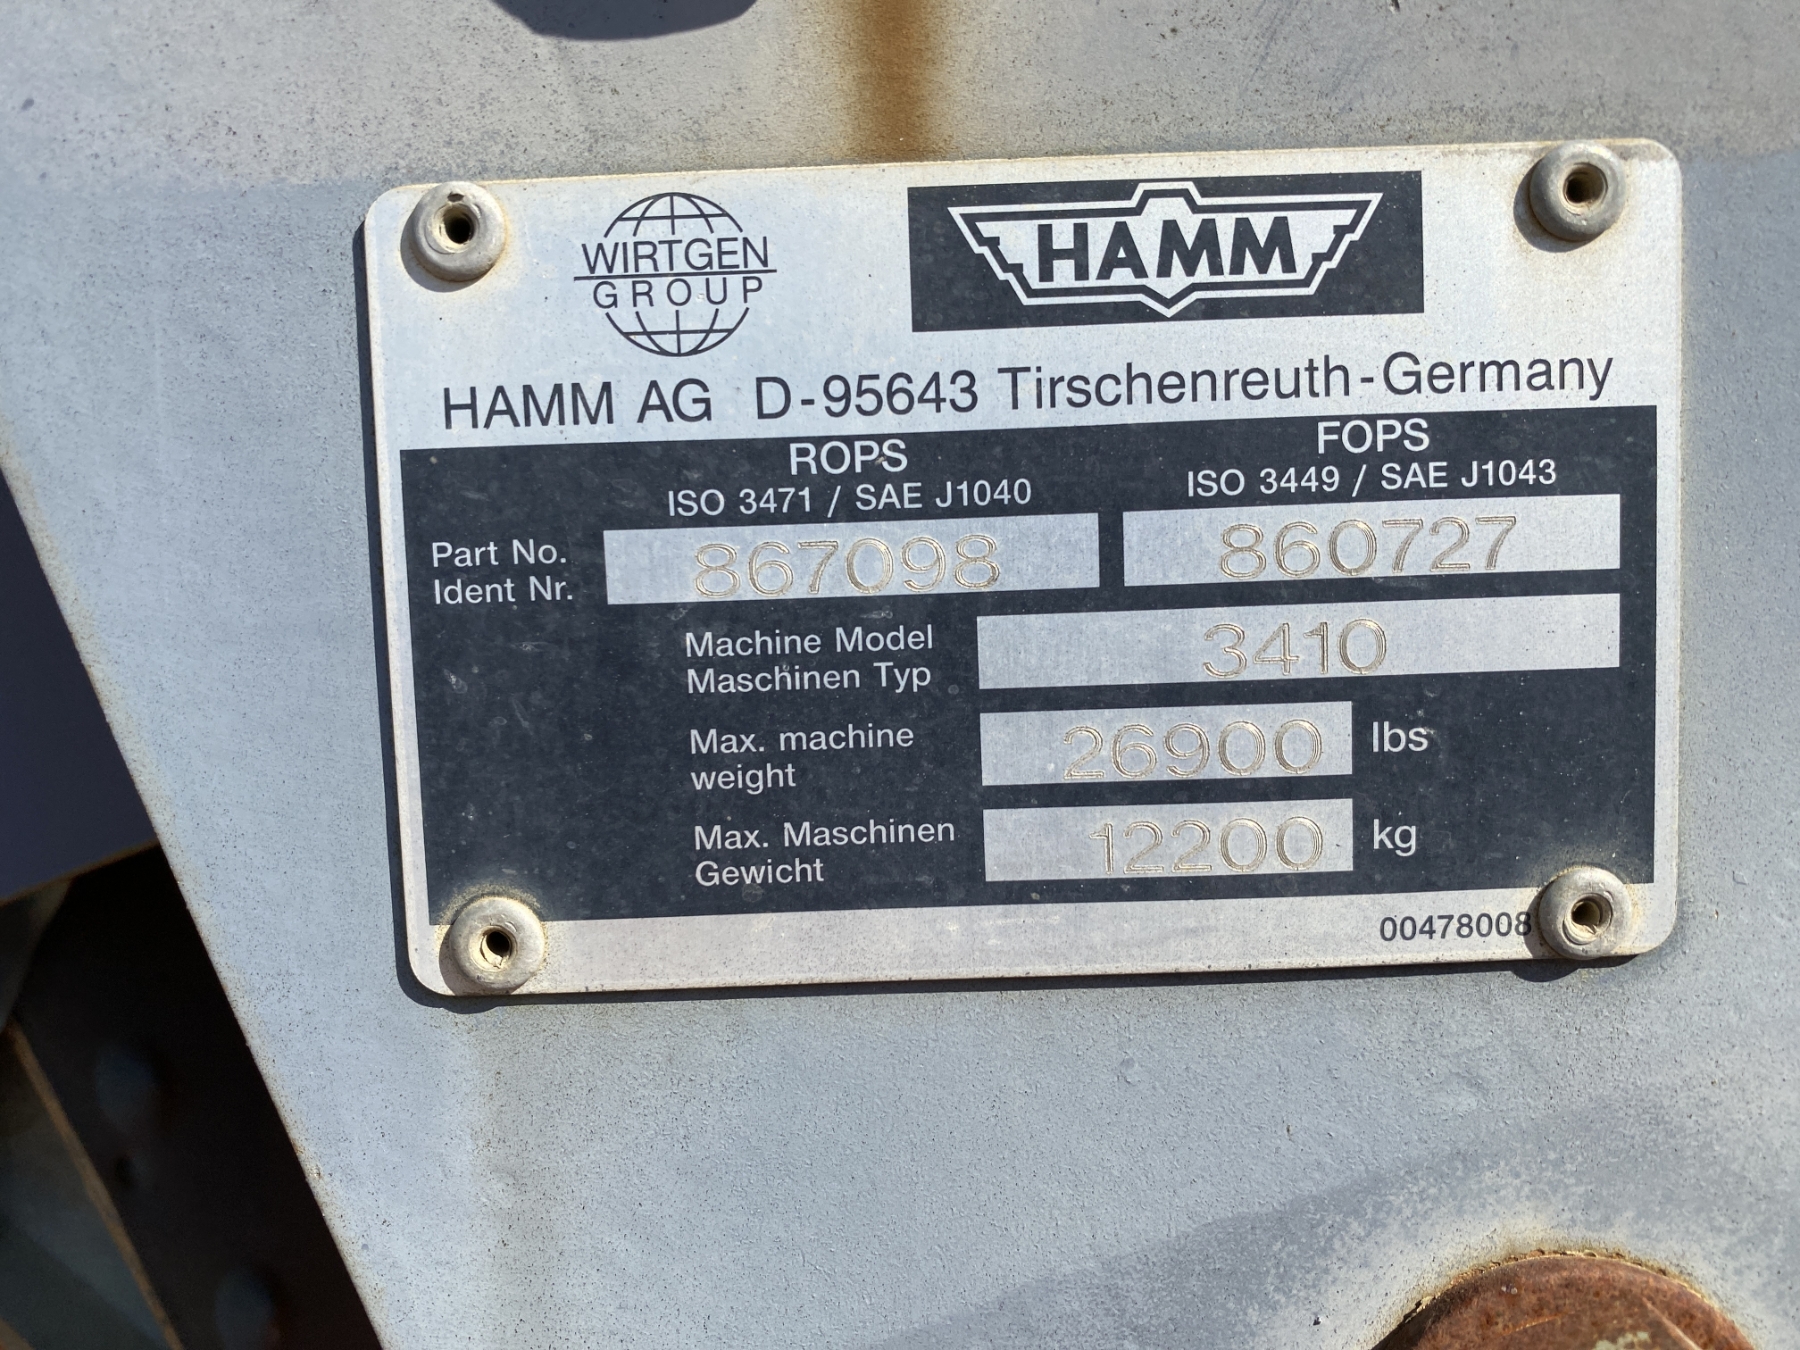 WIRTGEN
GROUP
HAMM
HAMM AG D-95643 Tirschenreuth-Germany
ROPS
ISO 3471 / SAE J1040
FOPS
ISO 3449 / SAE J1043
Part No.
Ident Nr.
867098
860727
Machine Model
Maschinen Typ
3410
Max. machine
weight
26900 lbs
Max. Maschinen
Gewicht
12200 kg
00478008